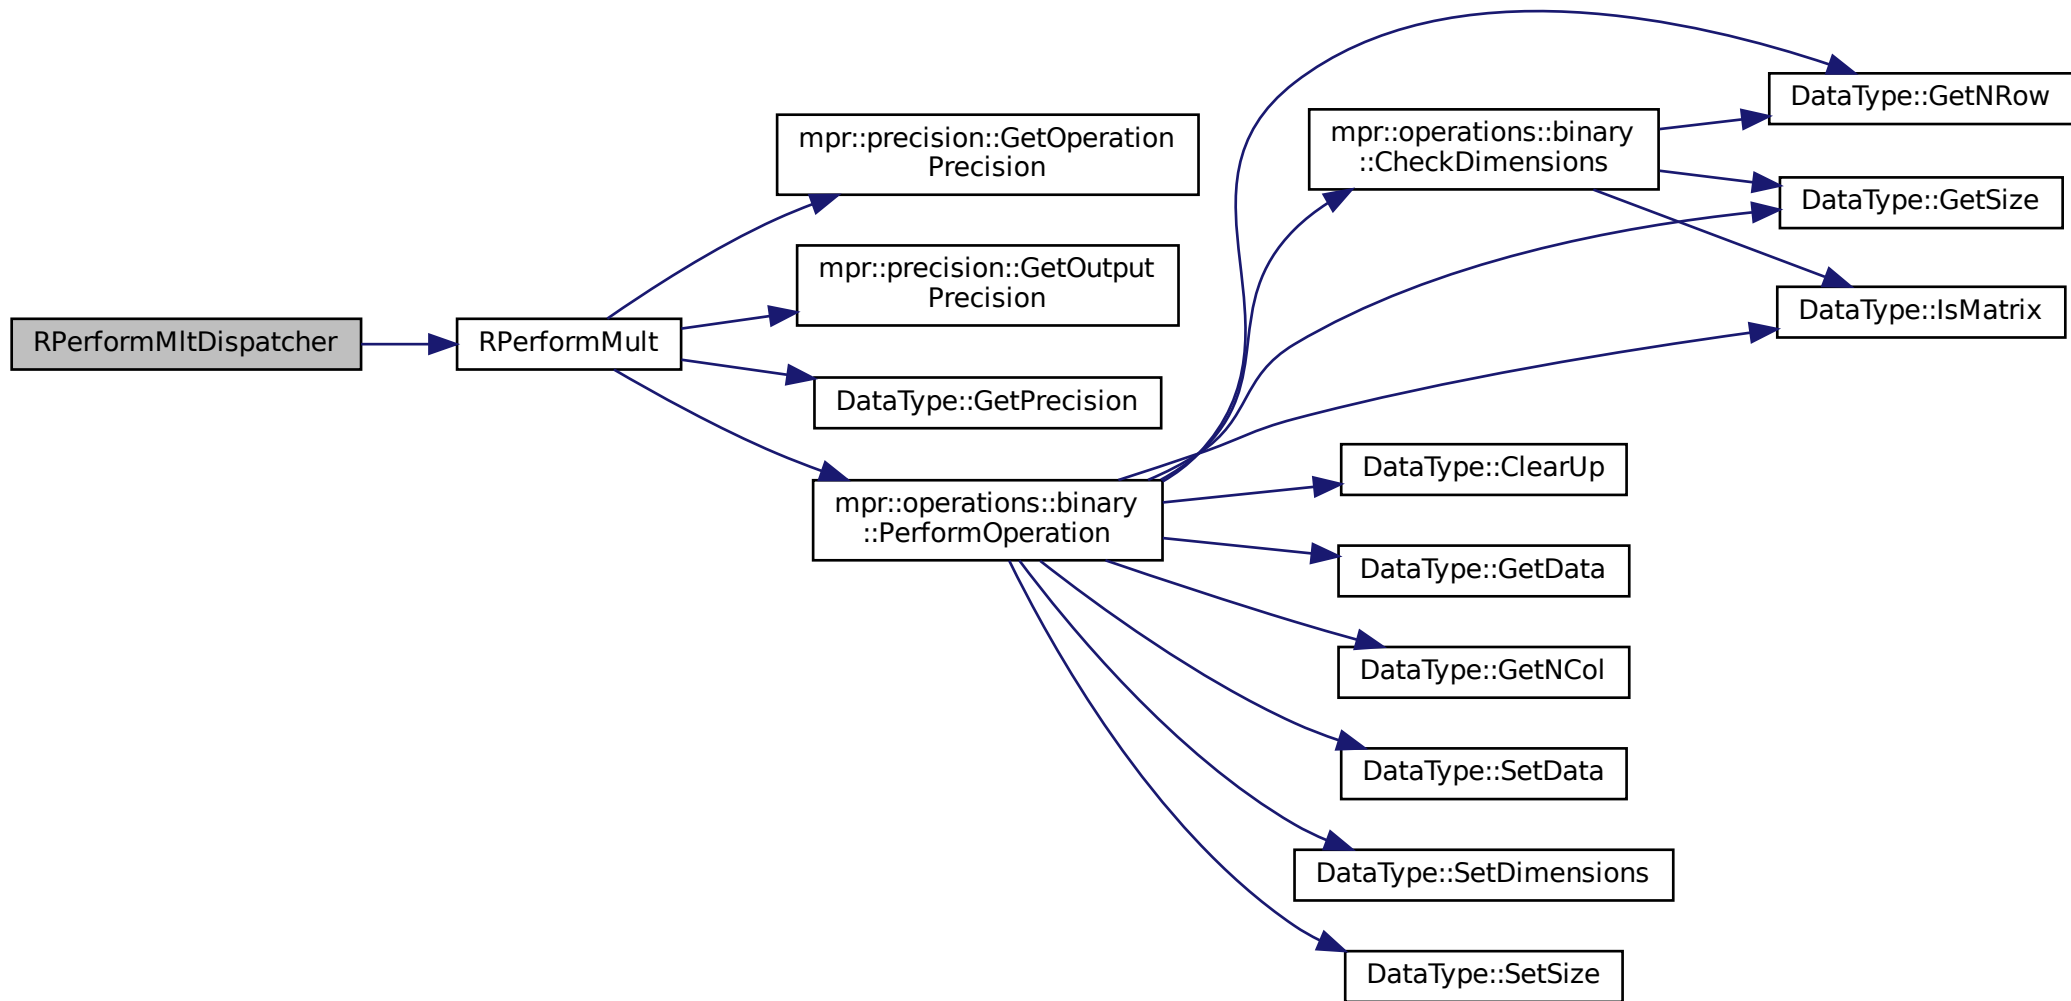 RPerformMltDispatcher
RPerformMult
mpr::precision::GetOperation
Precision
mpr::precision::GetOutput
Precision
DataType::GetPrecision
mpr::operations::binary
::PerformOperation
mpr::operations::binary
::CheckDimensions
DataType::ClearUp
DataType::GetData
DataType::GetNCol
DataType::SetData
DataType::SetDimensions
DataType::SetSize
DataType::GetNRow
DataType::GetSize
DataType::IsMatrix